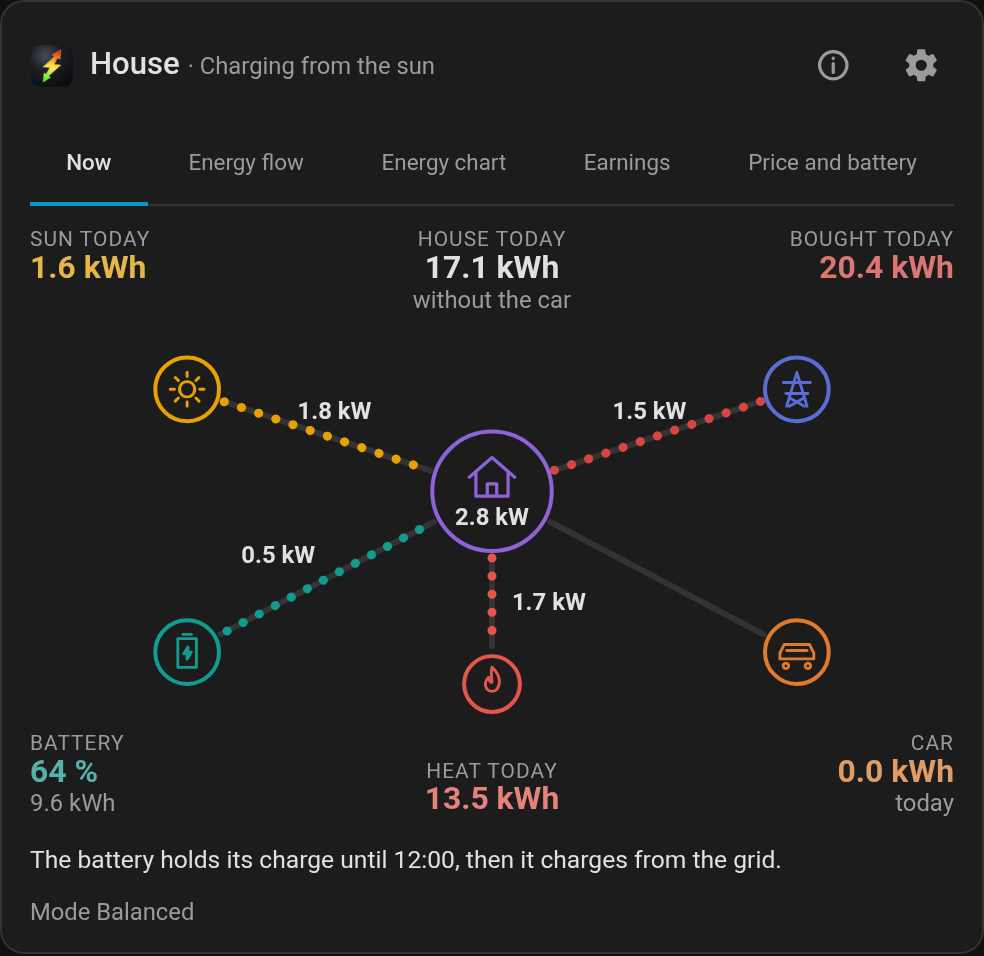 House · Charging from the sun
Now
Energy flow
Energy chart
Earnings
Price and battery
SUN TODAY
1.6 kWh
HOUSE TODAY
17.1 kWh
without the car
BOUGHT TODAY
20.4 kWh
1.8 kW
1.5 kW
2.8 kW
0.5 kW
1.7 kW
BATTERY
64 %
9.6 kWh
HEAT TODAY
13.5 kWh
CAR
0.0 kWh
today
The battery holds its charge until 12:00, then it charges from the grid.
Mode Balanced